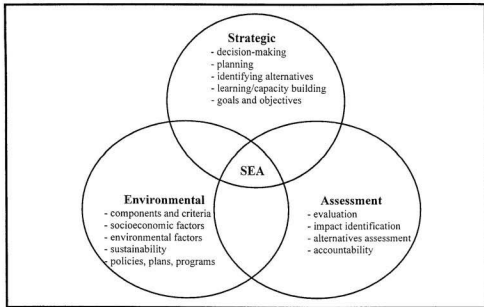 Strategic
- decision-making
- planning
- identifying alternatives
- learning/capacity building
- goals and objectives
SEA
Environmental
- components and criteria
- socioeconomic factors
- environmental factors
- sustainability
- policies, plans, programs
Assessment
- evaluation
- impact identification
- alternatives assessment
- accountability